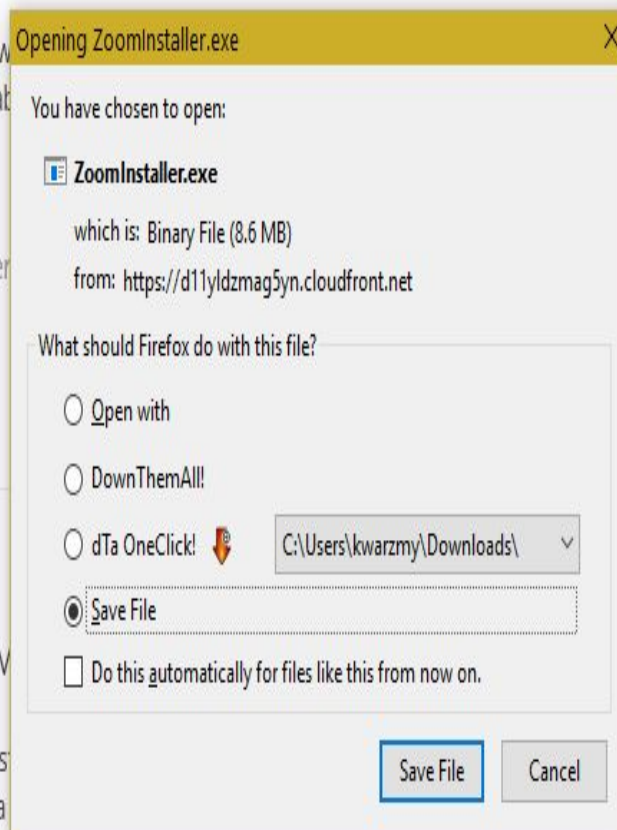 Opening ZoomInstaller.exe
You have chosen to open:
ZoomInstaller.exe
which is: Binary File (8.6 MB)
from: https://d11yldzmag5yn.cloudfront.net
What should Firefox do with this file?
Open with
DownThemAll!
dTa OneClick! C:\Users\kwarzmy\Downloads\
Save File
Do this automatically for files like this from now on.
Save File Cancel